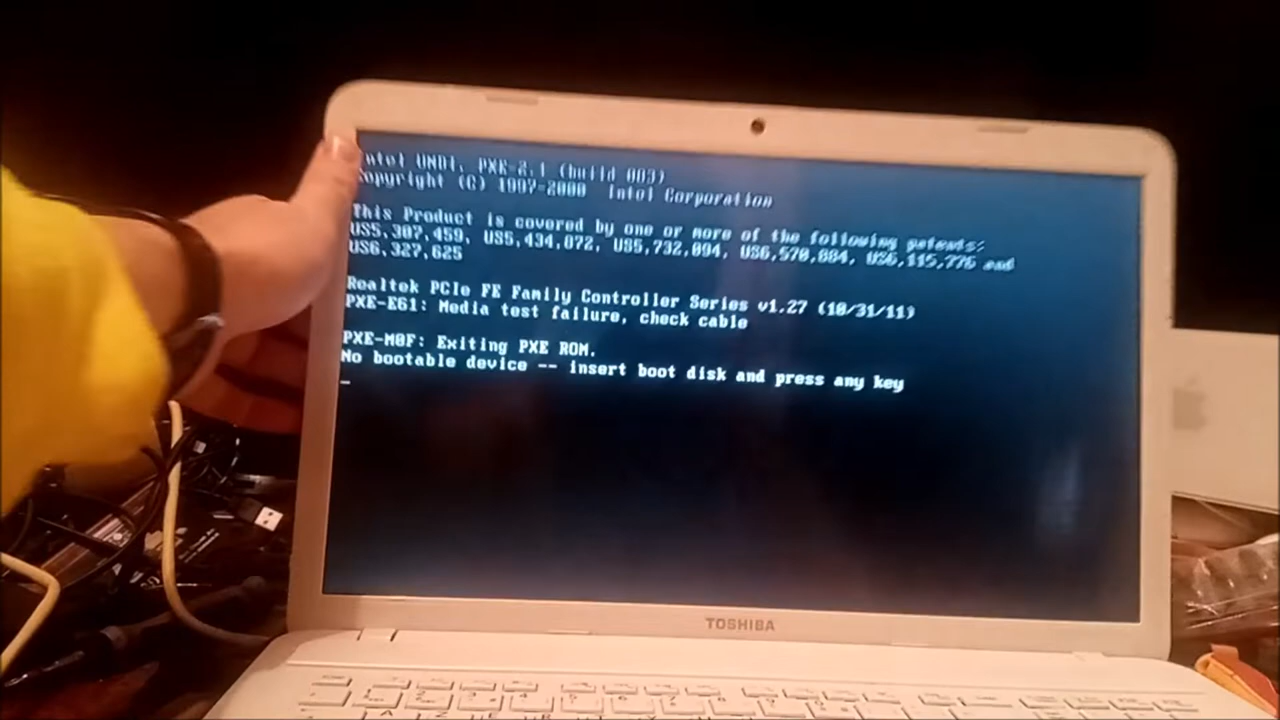 Intel UNDI, PXE-2.1 (build 083)
Copyright (C) 1997-2000 Intel Corporation
This Product is covered by one or more of the following patents:
US5,307,459, US5,434,872, US5,732,094, US6,570,884, US6,115,776 and
US6,327,625
Realtek PCIe FE Family Controller Series v1.27 (10/31/11)
PXE-E61: Media test failure, check cable
PXE-M0F: Exiting PXE ROM.
No bootable device -- insert boot disk and press any key
TOSHIBA